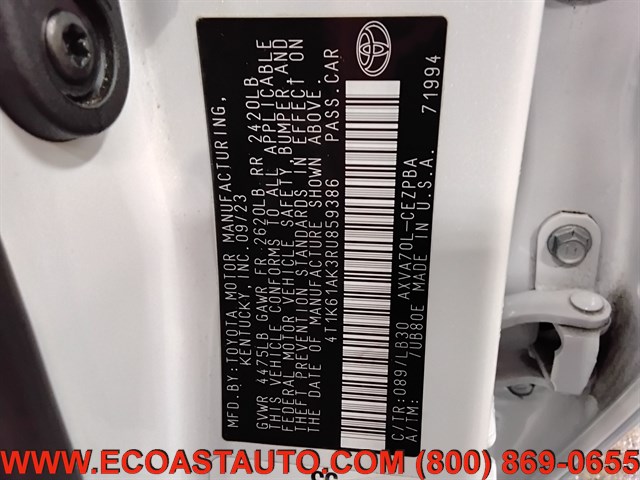 MFD.BY:TOYOTA MOTOR MANUFACTURING,
KENTUCKY, INC.09/23
GVWR 4475LB GAWR FR 2620LB RR 2420LB
THIS VEHICLE CONFORMS TO ALL APPLICABLE
FEDERAL MOTOR VEHICLE SAFETY, BUMPER AND
THEFT PREVENTION STANDARDS IN EFFECT ON
THE DATE OF MANUFACTURE SHOWN ABOVE.
4T1K61AK3RU859386 PASS.CAR
C/TR:089/LB30 AXVA70L-CEZPBA
A/TM: /UB80E MADE IN U.S.A. 71994
WWW.ECOASTAUTO.COM (800) 869-0655